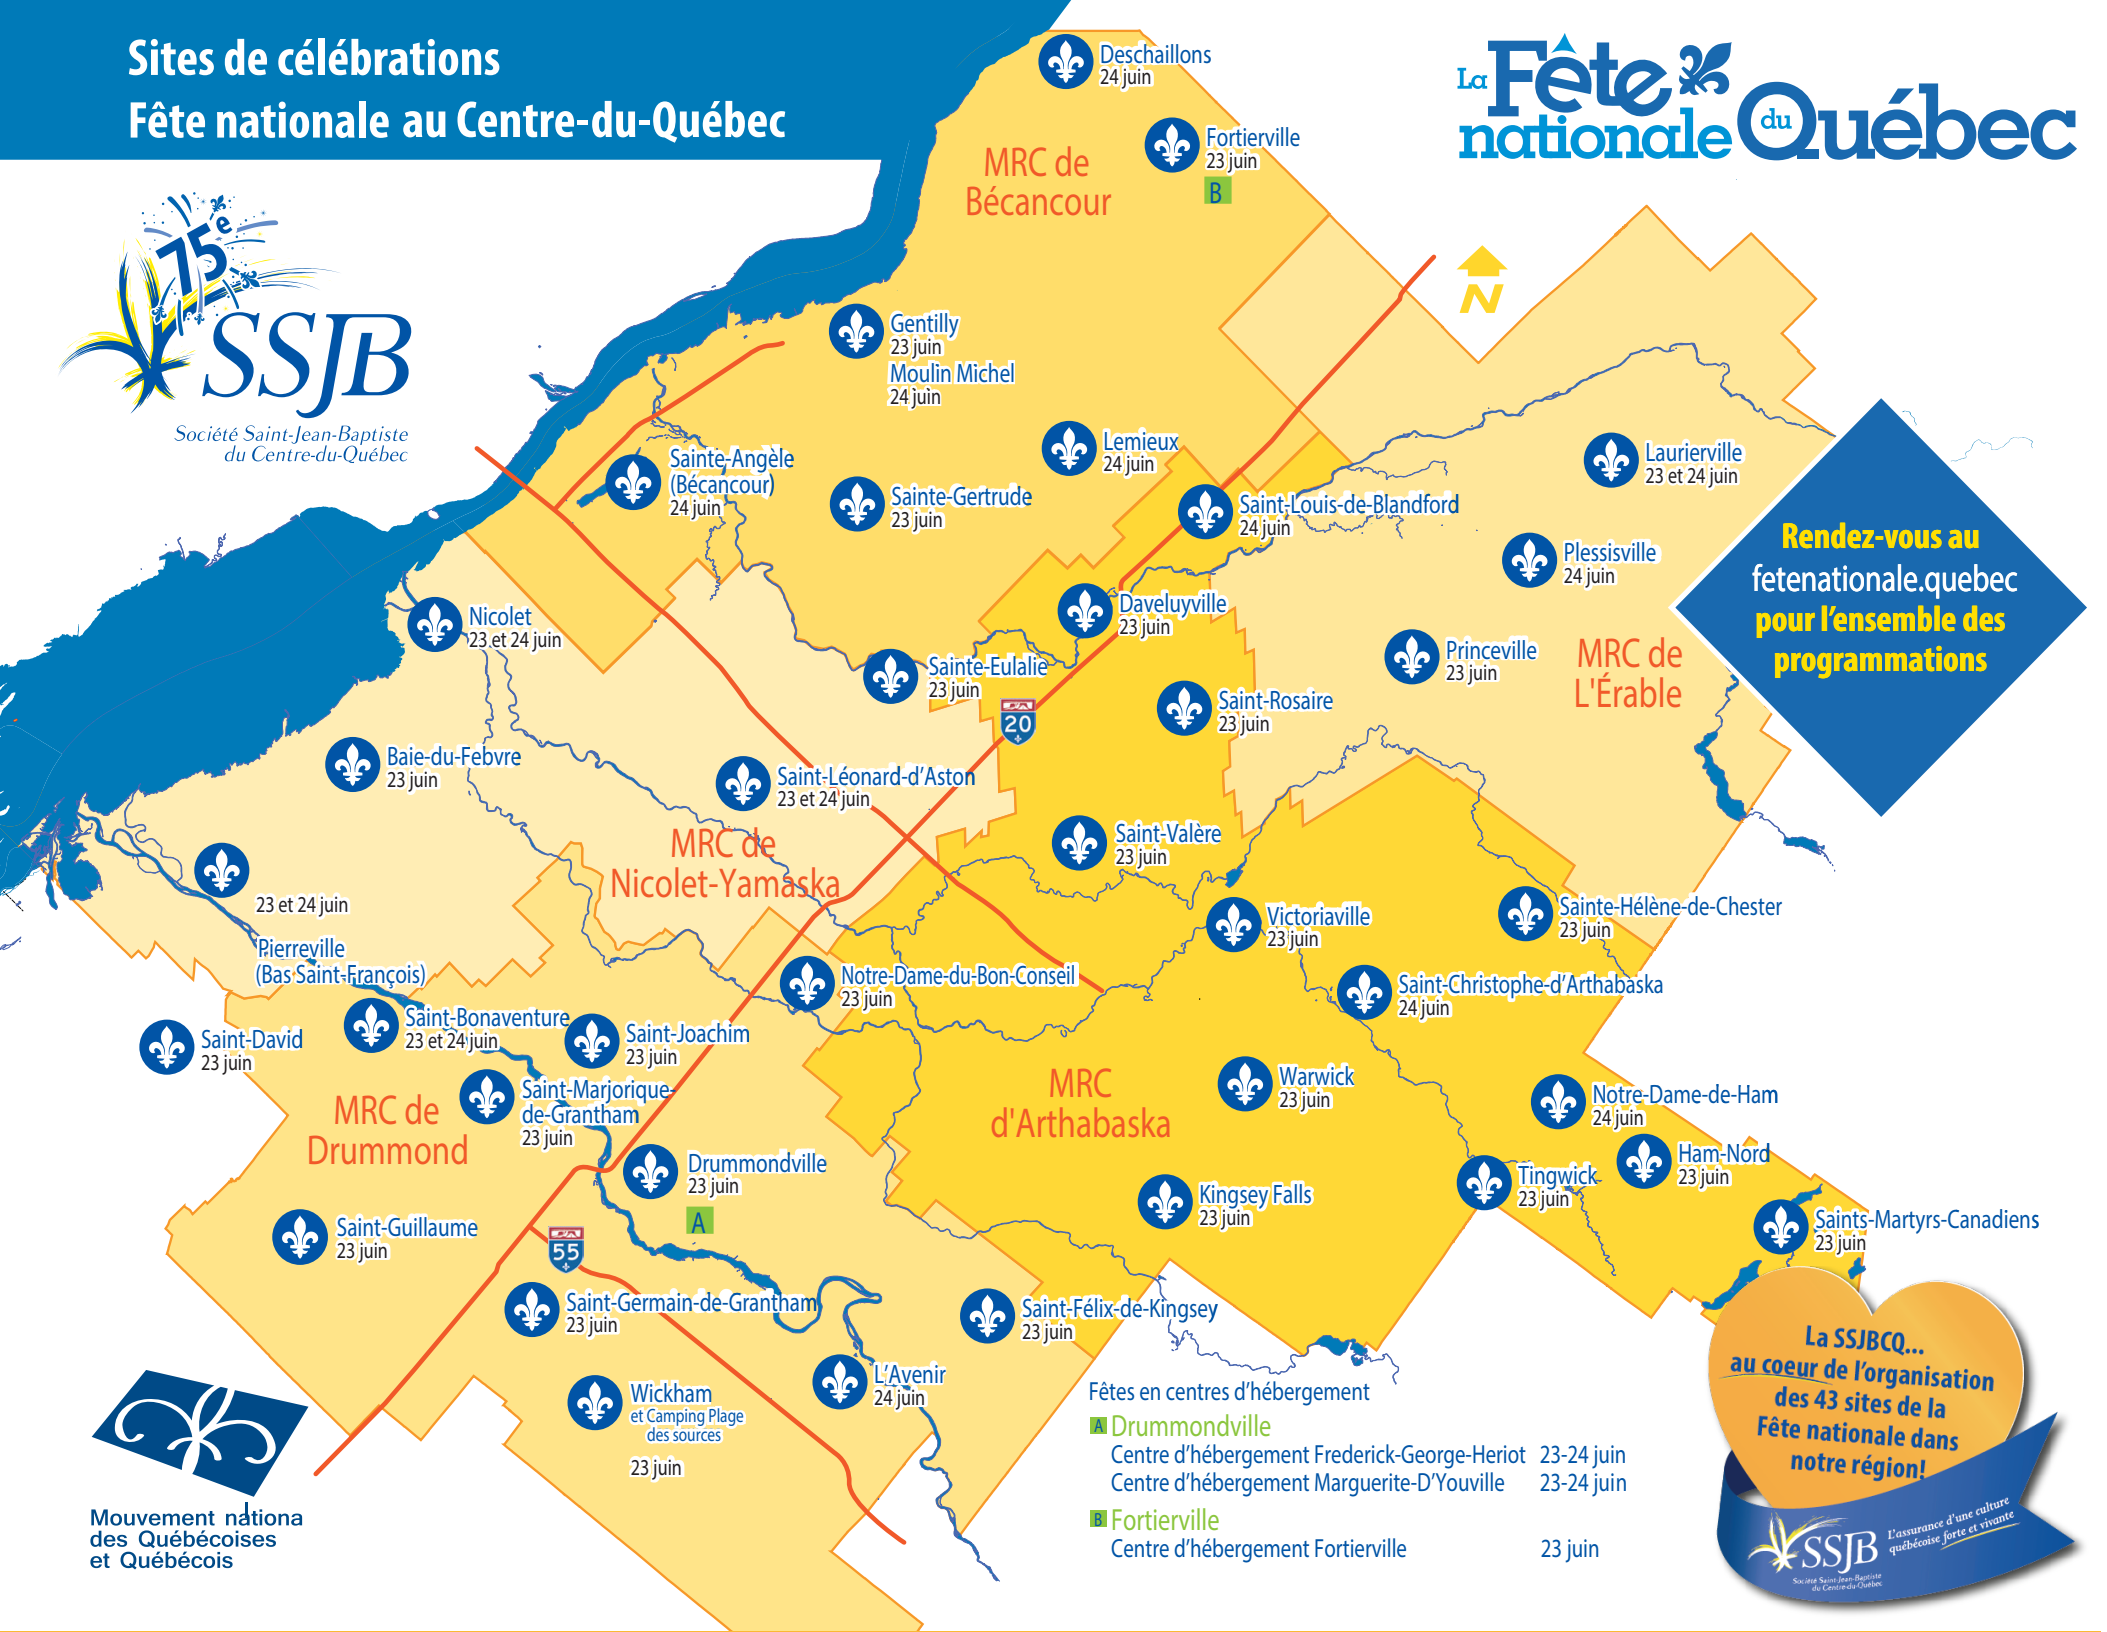 Sites de célébrations
Fête nationale au Centre-du-Québec
La Fête
nationale du Québec
75e
SSJB
Société Saint-Jean-Baptiste
du Centre-du-Québec
Deschaillons
24 juin
Fortierville
23 juin
B
MRC de
Bécancour
N
Gentilly
23 juin
Moulin Michel
24 juin
Lemieux
24 juin
Laurierville
23 et 24 juin
Sainte-Angèle
(Bécancour)
24 juin
Sainte-Gertrude
23 juin
Saint-Louis-de-Blandford
24 juin
Plessisville
24 juin
Rendez-vous au
fetenationale.quebec
pour l'ensemble des
programmations
Nicolet
23 et 24 juin
Daveluyville
23 juin
Sainte-Eulalie
23 juin
Princeville
23 juin
MRC de
L'Érable
Saint-Rosaire
23 juin
20
Baie-du-Febvre
23 juin
Saint-Léonard-d'Aston
23 et 24 juin
MRC de
Nicolet-Yamaska
Saint-Valère
23 juin
23 et 24 juin
Pierreville
(Bas Saint-François)
Victoriaville
23 juin
Sainte-Hélène-de-Chester
23 juin
Notre-Dame-du-Bon-Conseil
23 juin
Saint-Christophe-d'Arthabaska
24 juin
Saint-David
23 juin
Saint-Bonaventure
23 et 24 juin
Saint-Joachim
23 juin
Saint-Marjorique-
de-Grantham
23 juin
MRC de
Drummond
MRC
d'Arthabaska
Warwick
23 juin
Notre-Dame-de-Ham
24 juin
Ham-Nord
23 juin
Drummondville
23 juin
A
Kingsey Falls
23 juin
Tingwick
23 juin
Saints-Martyrs-Canadiens
23 juin
Saint-Guillaume
23 juin
55
Saint-Germain-de-Grantham
23 juin
Saint-Félix-de-Kingsey
23 juin
L'Avenir
24 juin
Wickham
et Camping Plage
des sources
23 juin
Fêtes en centres d'hébergement
A Drummondville
Centre d'hébergement Frederick-George-Heriot 23-24 juin
Centre d'hébergement Marguerite-D'Youville 23-24 juin
B Fortierville
Centre d'hébergement Fortierville 23 juin
La SSJBCQ...
au coeur de l'organisation
des 43 sites de la
Fête nationale dans
notre région!
SSJB
Société Saint-Jean-Baptiste
du Centre-du-Québec
L'assurance d'une culture
québécoise forte et vivante
Mouvement nationa
des Québécoises
et Québécois